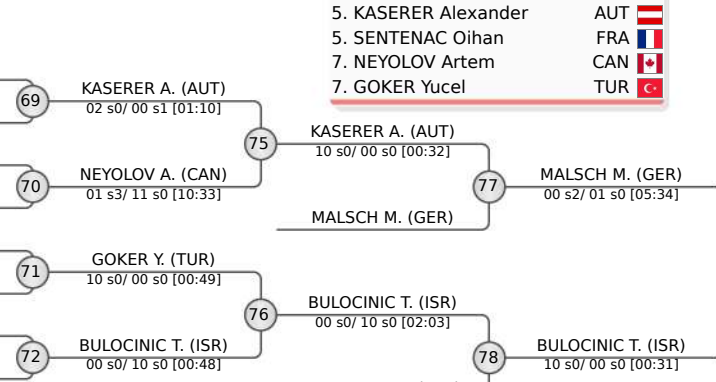 5. KASERER Alexander AUT
5. SENTENAC Oihan FRA
7. NEYOLOV Artem CAN
7. GOKER Yucel TUR
69
KASERER A. (AUT)
02 s0/ 00 s1 [01:10]
75
KASERER A. (AUT)
10 s0/ 00 s0 [00:32]
70
NEYOLOV A. (CAN)
01 s3/ 11 s0 [10:33]
77
MALSCH M. (GER)
00 s2/ 01 s0 [05:34]
MALSCH M. (GER)
71
GOKER Y. (TUR)
10 s0/ 00 s0 [00:49]
76
BULOCINIC T. (ISR)
00 s0/ 10 s0 [02:03]
72
BULOCINIC T. (ISR)
00 s0/ 10 s0 [00:48]
78
BULOCINIC T. (ISR)
10 s0/ 00 s0 [00:31]